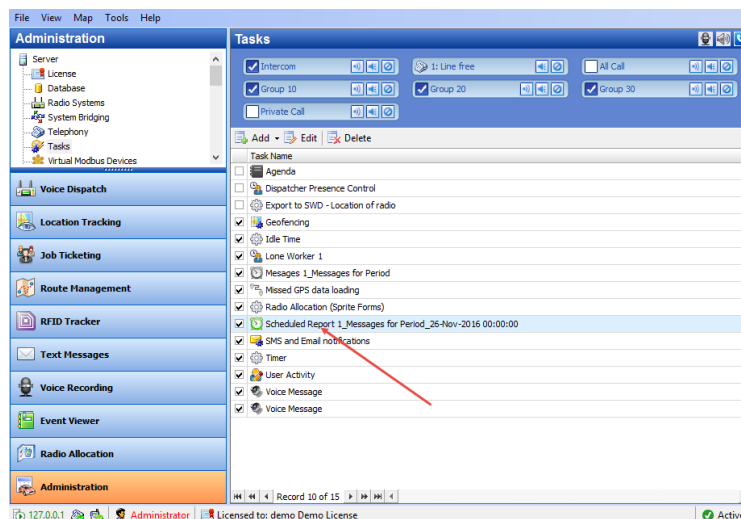 File View Map Tools Help
Administration
Server
License
Database
Radio Systems
System Bridging
Telephony
Tasks
Virtual Modbus Devices
Voice Dispatch
Location Tracking
Job Ticketing
Route Management
RFID Tracker
Text Messages
Voice Recording
Event Viewer
Radio Allocation
Administration
Tasks
Intercom 1: Line free All Call
Group 10 Group 20 Group 30
Private Call
Add Edit Delete
Task Name
Agenda
Dispatcher Presence Control
Export to SWD - Location of radio
Geofencing
Idle Time
Lone Worker 1
Mesages 1_Messages for Period
Missed GPS data loading
Radio Allocation (Sprite Forms)
Scheduled Report 1_Messages for Period_26-Nov-2016 00:00:00
SMS and Email notifications
Timer
User Activity
Voice Message
Voice Message
Record 10 of 15
127.0.0.1 Administrator Licensed to: demo Demo License Active